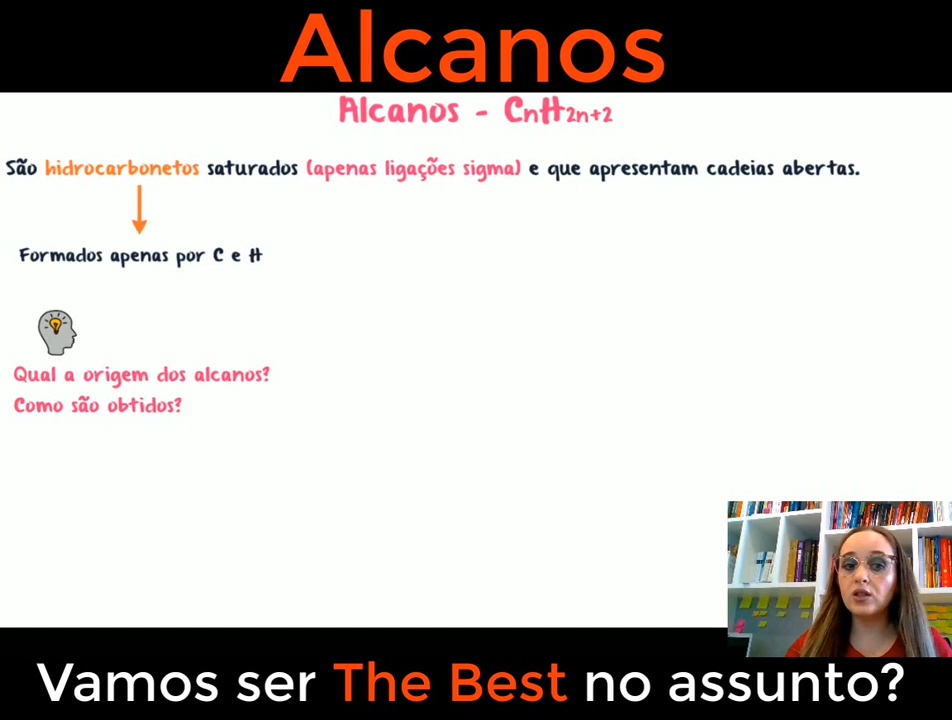 Alcanos
Alcanos - CnH2n+2
São hidrocarbonetos saturados (apenas ligações sigma) e que apresentam cadeias abertas.
Formados apenas por C e H
Qual a origem dos alcanos?
Como são obtidos?
Vamos ser The Best no assunto?